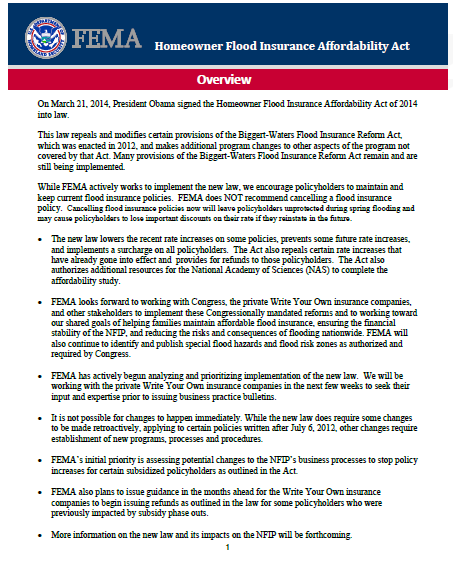 FEMA Homeowner Flood Insurance Affordability Act
Overview
On March 21, 2014, President Obama signed the Homeowner Flood Insurance Affordability Act of 2014
into law.
This law repeals and modifies certain provisions of the Biggert-Waters Flood Insurance Reform Act,
which was enacted in 2012, and makes additional program changes to other aspects of the program not
covered by that Act. Many provisions of the Biggert-Waters Flood Insurance Reform Act remain and are
still being implemented.
While FEMA actively works to implement the new law, we encourage policyholders to maintain and
keep current flood insurance policies. FEMA does NOT recommend cancelling a flood insurance
policy. Cancelling flood insurance policies now will leave policyholders unprotected during spring flooding and
may cause policyholders to lose important discounts on their rate if they reinstate in the future.
• The new law lowers the recent rate increases on some policies, prevents some future rate increases,
and implements a surcharge on all policyholders. The Act also repeals certain rate increases that
have already gone into effect and provides for refunds to those policyholders. The Act also
authorizes additional resources for the National Academy of Sciences (NAS) to complete the
affordability study.
• FEMA looks forward to working with Congress, the private Write Your Own insurance companies,
and other stakeholders to implement these Congressionally mandated reforms and to working toward
our shared goals of helping families maintain affordable flood insurance, ensuring the financial
stability of the NFIP, and reducing the risks and consequences of flooding nationwide. FEMA will
also continue to identify and publish special flood hazards and flood risk zones as authorized and
required by Congress.
• FEMA has actively begun analyzing and prioritizing implementation of the new law. We will be
working with the private Write Your Own insurance companies in the next few weeks to seek their
input and expertise prior to issuing business practice bulletins.
• It is not possible for changes to happen immediately. While the new law does require some changes
to be made retroactively, applying to certain policies written after July 6, 2012, other changes require
establishment of new programs, processes and procedures.
• FEMA's initial priority is assessing potential changes to the NFIP's business processes to stop policy
increases for certain subsidized policyholders as outlined in the Act.
• FEMA also plans to issue guidance in the months ahead for the Write Your Own insurance
companies to begin issuing refunds as outlined in the law for some policyholders who were
previously impacted by subsidy phase outs.
• More information on the new law and its impacts on the NFIP will be forthcoming.
1